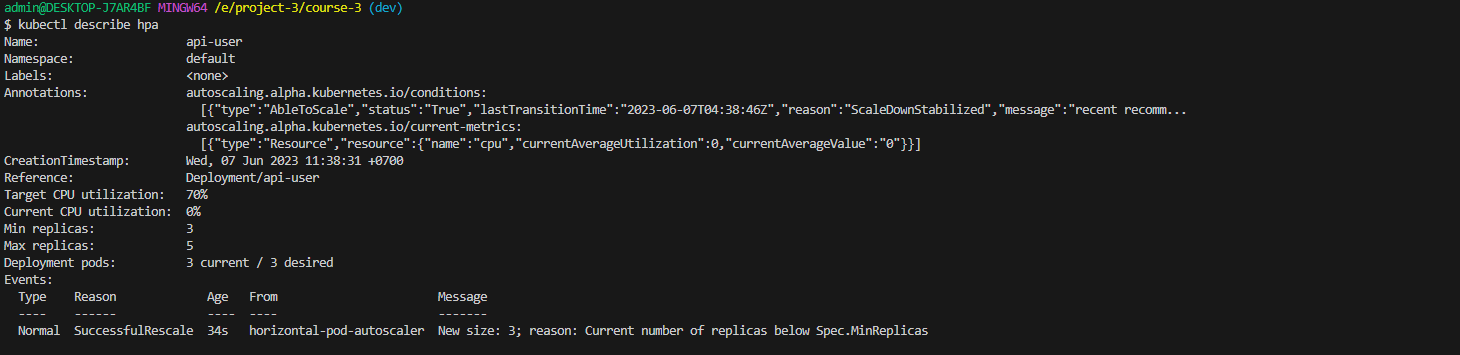 admin@DESKTOP-J7AR4BF MINGW64 /e/project-3/course-3 (dev)
$ kubectl describe hpa
Name:                     api-user
Namespace:                default
Labels:                   <none>
Annotations:              autoscaling.alpha.kubernetes.io/conditions:
                            [{"type":"AbleToScale","status":"True","lastTransitionTime":"2023-06-07T04:38:46Z","reason":"ScaleDownStabilized","message":"recent recomm...
                          autoscaling.alpha.kubernetes.io/current-metrics:
                            [{"type":"Resource","resource":{"name":"cpu","currentAverageUtilization":0,"currentAverageValue":"0"}}]
CreationTimestamp:        Wed, 07 Jun 2023 11:38:31 +0700
Reference:                Deployment/api-user
Target CPU utilization:   70%
Current CPU utilization:  0%
Min replicas:             3
Max replicas:             5
Deployment pods:          3 current / 3 desired
Events:
  Type    Reason             Age   From                       Message
  ----    ------             ----  ----                       -------
  Normal  SuccessfulRescale  34s   horizontal-pod-autoscaler  New size: 3; reason: Current number of replicas below Spec.MinReplicas